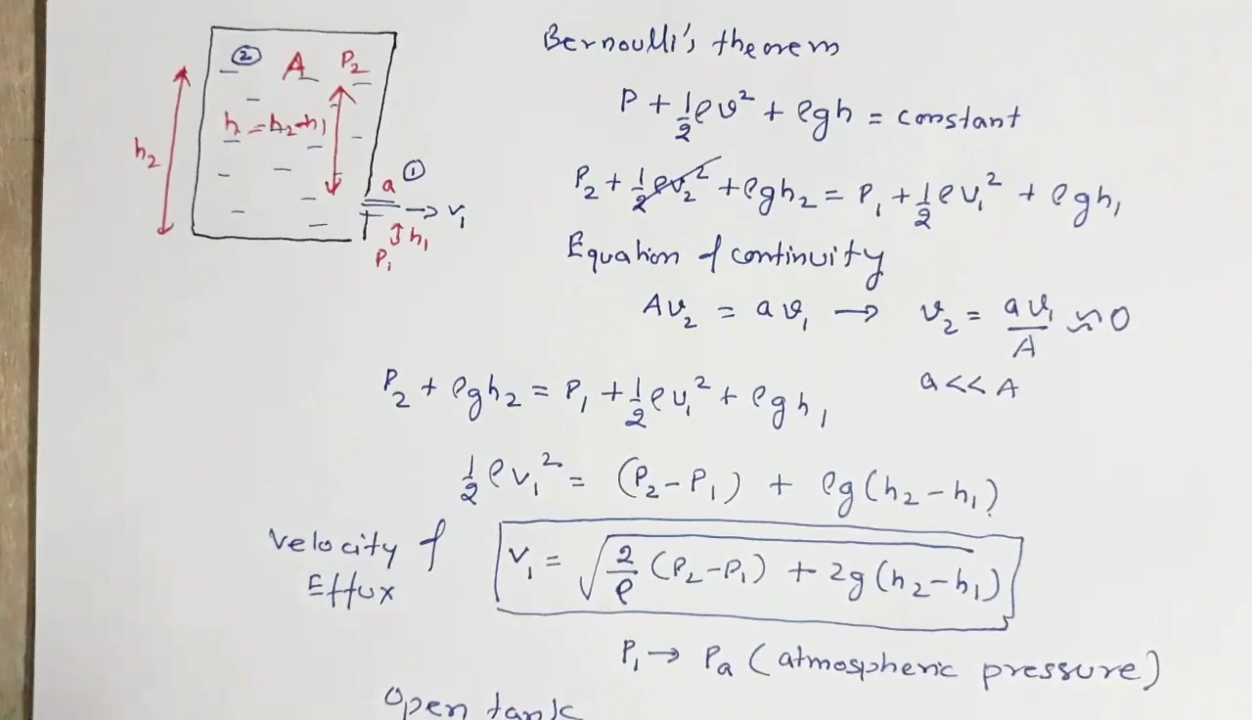 ② A P₂
h = h₂-h₁
h₂
a ①
→ v₁
↕ h₁
P₁
Bernoulli's theorem
P + ½ρv² + ρgh = constant
P₂ + ½ρv₂² + ρgh₂ = P₁ + ½ρv₁² + ρgh₁
Equation of continuity
Av₂ = av₁ → v₂ = av₁/A ≈ 0
a << A
P₂ + ρgh₂ = P₁ + ½ρv₁² + ρgh₁
½ρv₁² = (P₂-P₁) + ρg(h₂-h₁)
Velocity of
Efflux
v₁ = √(2/ρ (P₂-P₁) + 2g(h₂-h₁))
P₁ → Pa (atmospheric pressure)
Open tank